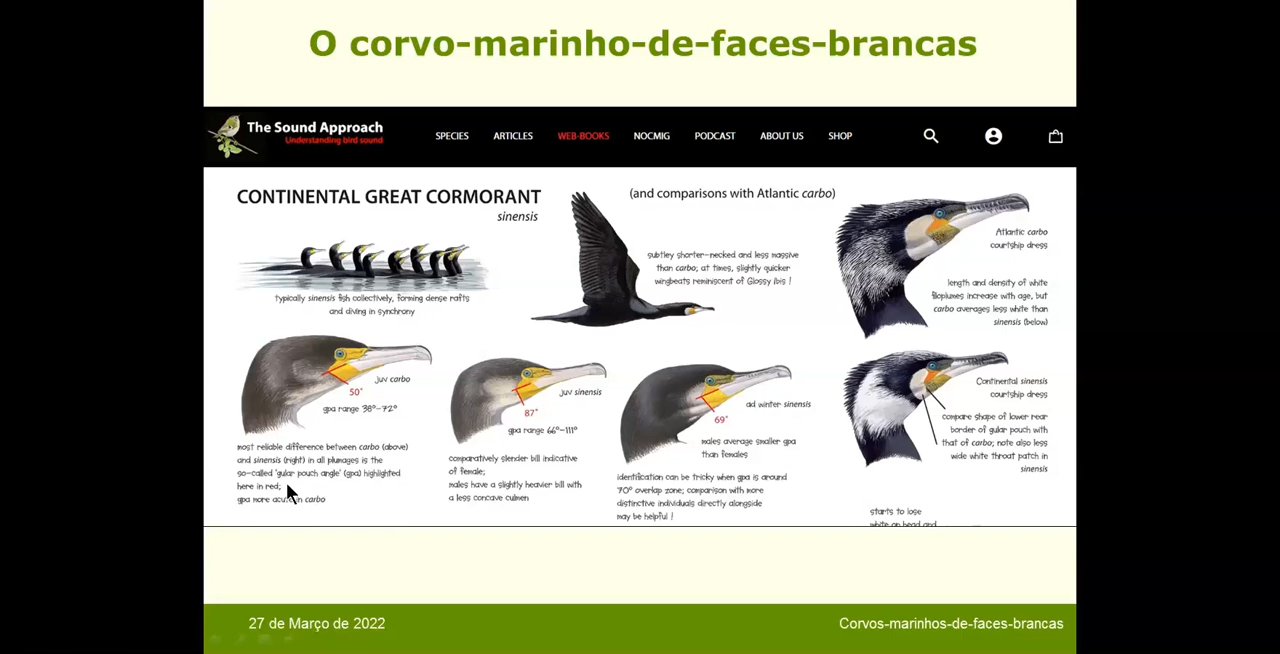 O corvo-marinho-de-faces-brancas
The Sound Approach
Understanding bird sound
SPECIES ARTICLES WEB-BOOKS NOCMIG PODCAST ABOUT US SHOP
CONTINENTAL GREAT CORMORANT
sinensis
(and comparisons with Atlantic carbo)
typically sinensis fish collectively, forming dense rafts
and diving in synchrony
subtley shorter-necked and less massive
than carbo; at times, slightly quicker
wingbeats reminiscent of Glossy Ibis !
Atlantic carbo
courtship dress
length and density of white
filoplumes increase with age, but
carbo averages less white than
sinensis (below)
juv carbo
50°
gpa range 38°-72°
most reliable difference between carbo (above)
and sinensis (right) in all plumages is the
so-called 'gular pouch angle' (gpa) highlighted
here in red;
gpa more acute in carbo
juv sinensis
87°
gpa range 66°-111°
comparatively slender bill indicative
of female;
males have a slightly heavier bill with
a less concave culmen
ad winter sinensis
69°
males average smaller gpa
than females
identification can be tricky when gpa is around
'70° overlap zone; comparison with more
distinctive individuals directly alongside
may be helpful !
Continental sinensis
courtship dress
compare shape of lower rear
border of gular pouch with
that of carbo; note also less
wide white throat patch in
sinensis
starts to lose
white on head and
27 de Março de 2022
Corvos-marinhos-de-faces-brancas